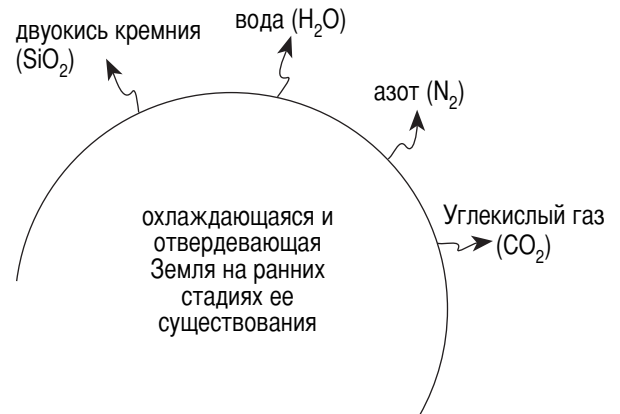 двуокись кремния
(SiO₂)
вода (H₂O)
азот (N₂)
Углекислый газ
(CO₂)
охлаждающаяся и
отвердевающая
Земля на ранних
стадиях ее
существования